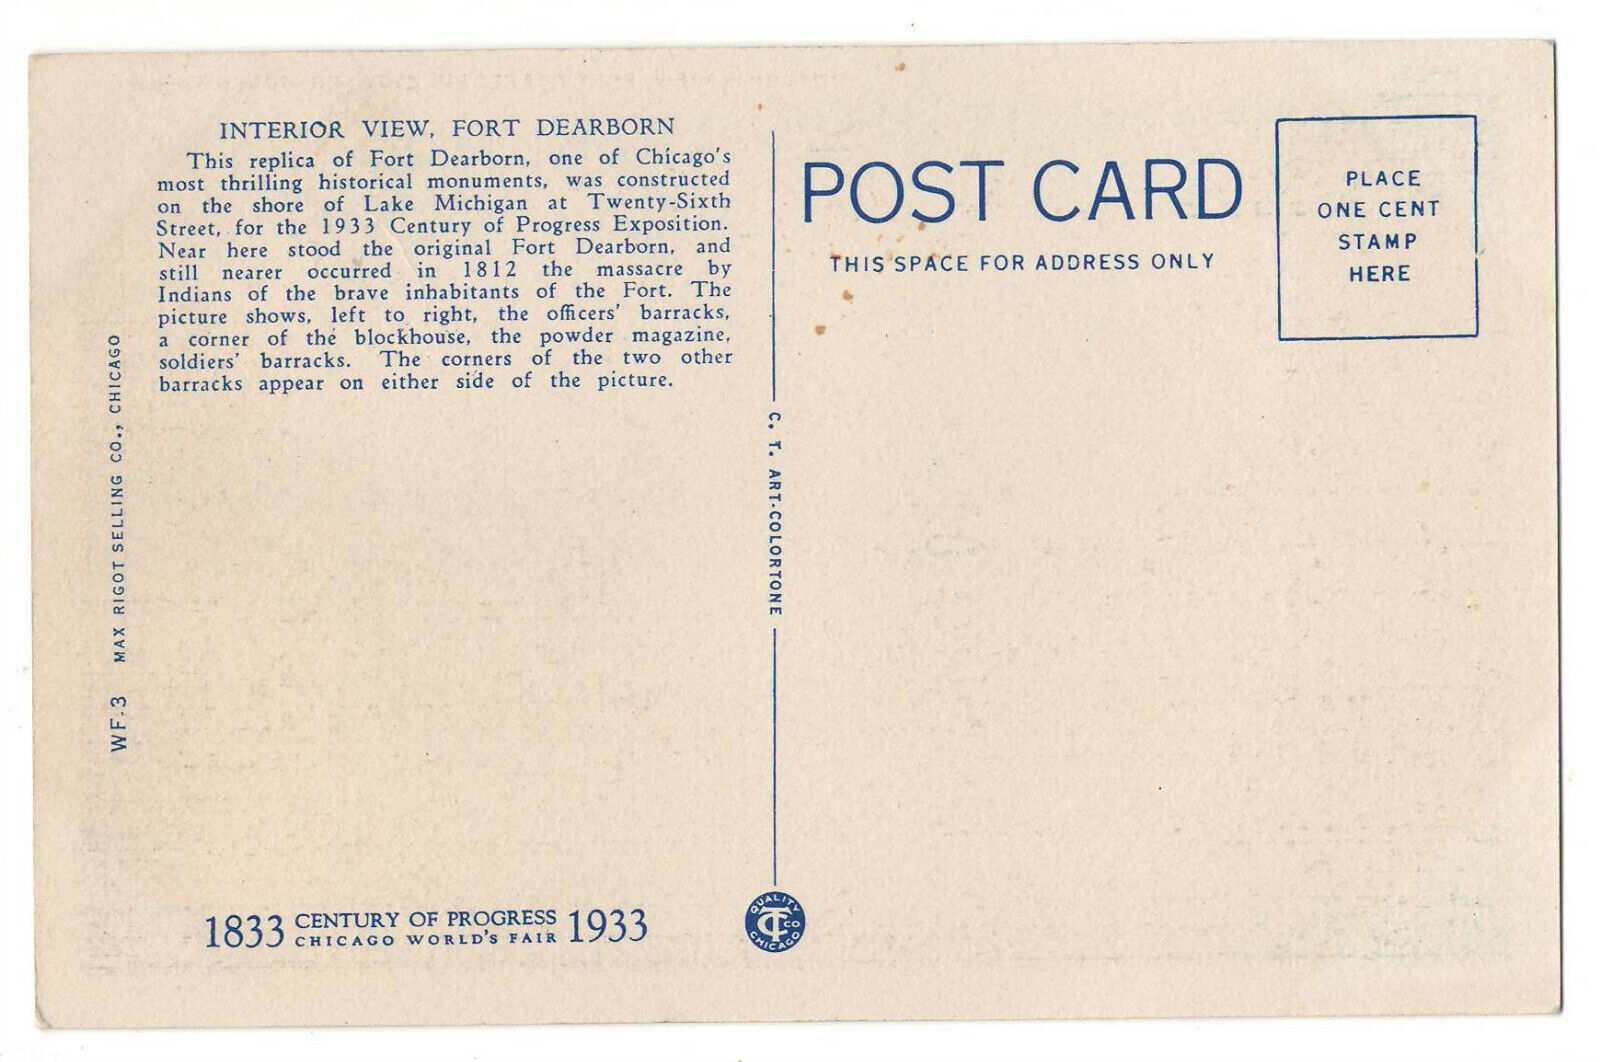 INTERIOR VIEW, FORT DEARBORN
This replica of Fort Dearborn, one of Chicago's
most thrilling historical monuments, was constructed
on the shore of Lake Michigan at Twenty-Sixth
Street, for the 1933 Century of Progress Exposition.
Near here stood the original Fort Dearborn, and
still nearer occurred in 1812 the massacre by
Indians of the brave inhabitants of the Fort. The
picture shows, left to right, the officers' barracks,
a corner of the blockhouse, the powder magazine,
soldiers' barracks. The corners of the two other
barracks appear on either side of the picture.
WF.3 MAX RIGOT SELLING CO., CHICAGO
1833 CENTURY OF PROGRESS 1933
CHICAGO WORLD'S FAIR
C. T. ART-COLORTONE
QUALITY
CT CO
CHICAGO
POST CARD
THIS SPACE FOR ADDRESS ONLY
PLACE
ONE CENT
STAMP
HERE